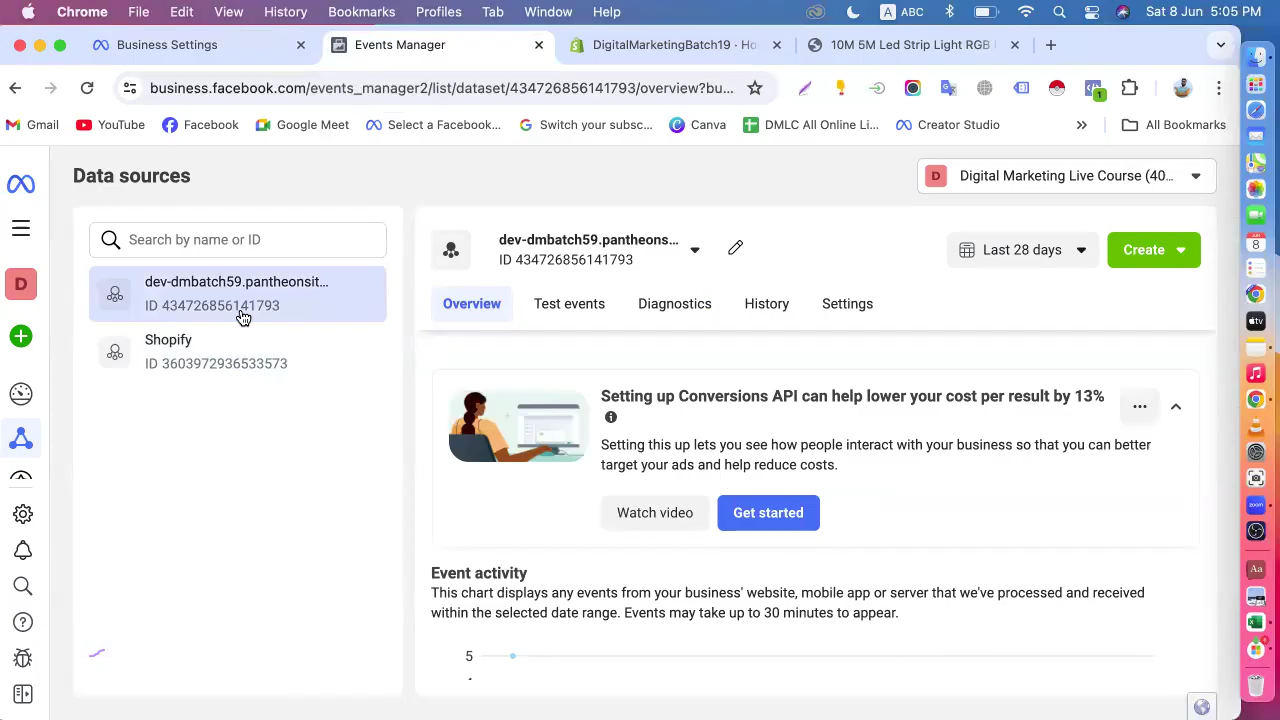 Chrome File Edit View History Bookmarks Profiles Tab Window Help A ABC Sat 8 Jun 5:05 PM
Business Settings Events Manager DigitalMarketingBatch19 · Ho 10M 5M Led Strip Light RGB
business.facebook.com/events_manager2/list/dataset/434726856141793/overview?bu...
1
Gmail YouTube Facebook Google Meet Select a Facebook... Switch your subsc... Canva DMLC All Online Li... Creator Studio All Bookmarks
Data sources
D Digital Marketing Live Course (40...
Search by name or ID
dev-dmbatch59.pantheonsit...
ID 434726856141793
Shopify
ID 3603972936533573
D
dev-dmbatch59.pantheons...
ID 434726856141793
Last 28 days
Create
Overview Test events Diagnostics History Settings
Setting up Conversions API can help lower your cost per result by 13%
Setting this up lets you see how people interact with your business so that you can better
target your ads and help reduce costs.
Watch video Get started
Event activity
This chart displays any events from your business' website, mobile app or server that we've processed and received
within the selected date range. Events may take up to 30 minutes to appear.
5
tv
zoom
Aa